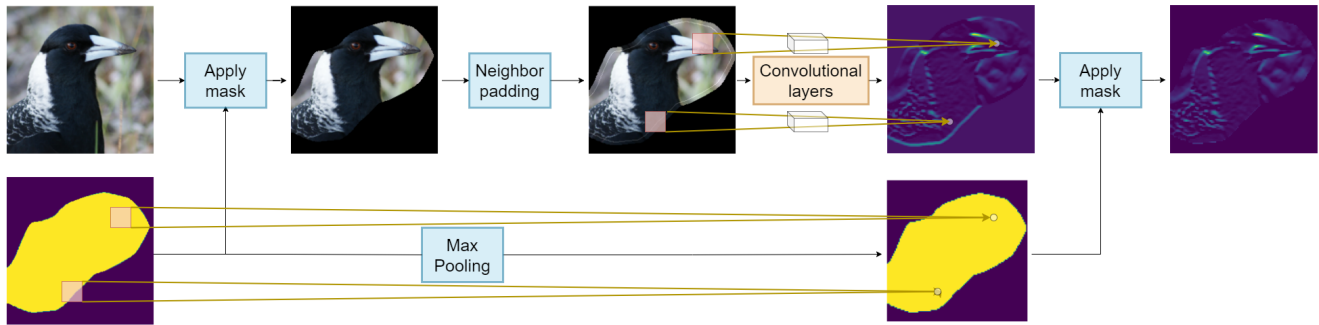 Apply
mask
Neighbor
padding
Convolutional
layers
Apply
mask
Max
Pooling